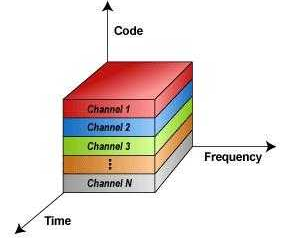 Code
Channel 1
Channel 2
Channel 3
⋮
Channel N
Frequency
Time